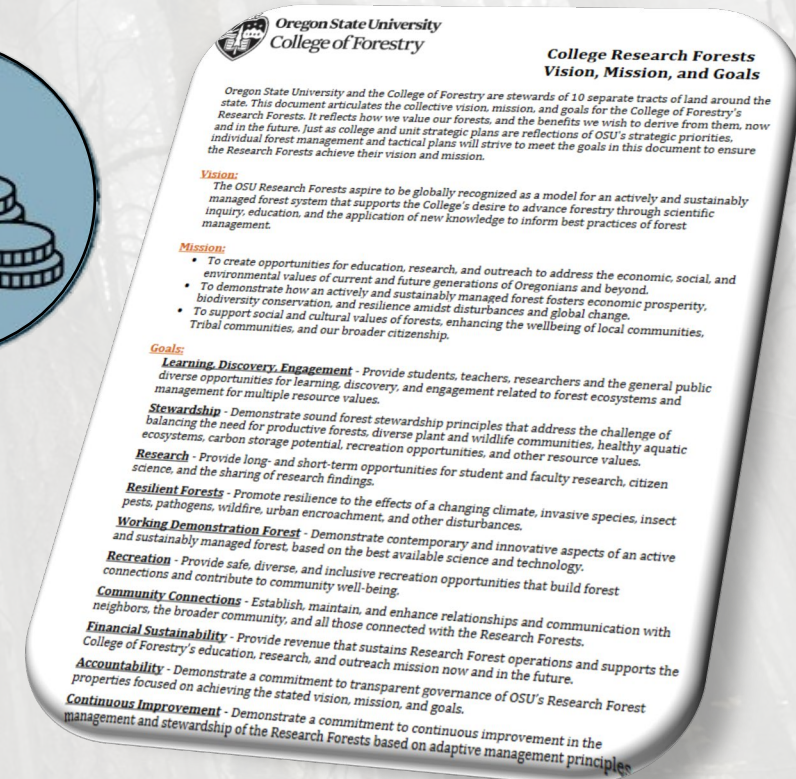 Oregon State University
College of Forestry
College Research Forests
Vision, Mission, and Goals
Oregon State University and the College of Forestry are stewards of 10 separate tracts of land around the
state. This document articulates the collective vision, mission, and goals for the College of Forestry's
Research Forests. It reflects how we value our forests, and the benefits we wish to derive from them, now
and in the future. Just as college and unit strategic plans are reflections of OSU's strategic priorities,
individual forest management and tactical plans will strive to meet the goals in this document to ensure
the Research Forests achieve their vision and mission.
Vision:
The OSU Research Forests aspire to be globally recognized as a model for an actively and sustainably
managed forest system that supports the College's desire to advance forestry through scientific
inquiry, education, and the application of new knowledge to inform best practices of forest
management.
Mission:
• To create opportunities for education, research, and outreach to address the economic, social, and
environmental values of current and future generations of Oregonians and beyond.
• To demonstrate how an actively and sustainably managed forest fosters economic prosperity,
biodiversity conservation, and resilience amidst disturbances and global change.
• To support social and cultural values of forests, enhancing the wellbeing of local communities,
Tribal communities, and our broader citizenship.
Goals:
Learning, Discovery, Engagement - Provide students, teachers, researchers and the general public
diverse opportunities for learning, discovery, and engagement related to forest ecosystems and
management for multiple resource values.
Stewardship - Demonstrate sound forest stewardship principles that address the challenge of
balancing the need for productive forests, diverse plant and wildlife communities, healthy aquatic
ecosystems, carbon storage potential, recreation opportunities, and other resource values.
Research - Provide long- and short-term opportunities for student and faculty research, citizen
science, and the sharing of research findings.
Resilient Forests - Promote resilience to the effects of a changing climate, invasive species, insect
pests, pathogens, wildfire, urban encroachment, and other disturbances.
Working Demonstration Forest - Demonstrate contemporary and innovative aspects of an active
and sustainably managed forest, based on the best available science and technology.
Recreation - Provide safe, diverse, and inclusive recreation opportunities that build forest
connections and contribute to community well-being.
Community Connections - Establish, maintain, and enhance relationships and communication with
neighbors, the broader community, and all those connected with the Research Forests.
Financial Sustainability - Provide revenue that sustains Research Forest operations and supports the
College of Forestry's education, research, and outreach mission now and in the future.
Accountability - Demonstrate a commitment to transparent governance of OSU's Research Forest
properties focused on achieving the stated vision, mission, and goals.
Continuous Improvement - Demonstrate a commitment to continuous improvement in the
management and stewardship of the Research Forests based on adaptive management principles